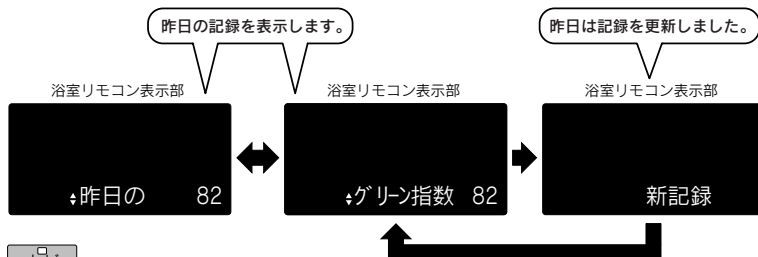 昨日の記録を表示します。
昨日は記録を更新しました。
浴室リモコン表示部
浴室リモコン表示部
浴室リモコン表示部
昨日の 82
グリーン指数 82
新記録